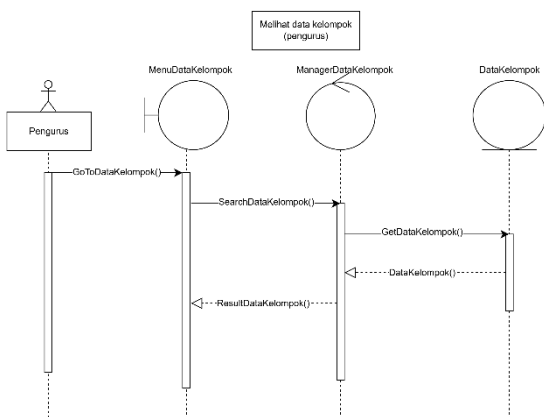 Melihat data kelompok
(pengurus)
MenuDataKelompok
ManagerDataKelompok
DataKelompok
Pengurus
GoToDataKelompok()
SearchDataKelompok()
GetDataKelompok()
DataKelompok()
ResultDataKelompok()